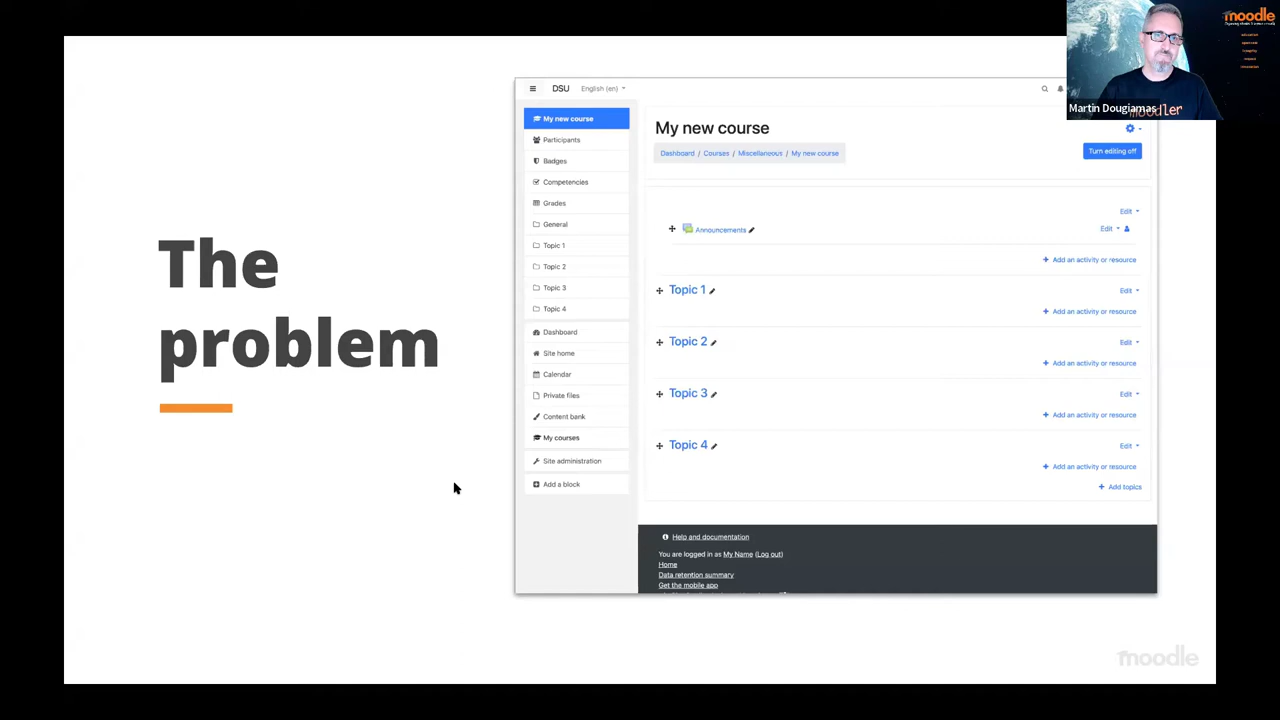 The
problem
DSU English (en)
My new course
Participants
Badges
Competencies
Grades
General
Topic 1
Topic 2
Topic 3
Topic 4
Dashboard
Site home
Calendar
Private files
Content bank
My courses
Site administration
Add a block
My new course
Dashboard / Courses / Miscellaneous / My new course
Turn editing off
Edit
Announcements
Edit
+ Add an activity or resource
Topic 1
Edit
+ Add an activity or resource
Topic 2
Edit
+ Add an activity or resource
Topic 3
Edit
+ Add an activity or resource
Topic 4
Edit
+ Add an activity or resource
+ Add topics
Help and documentation
You are logged in as My Name (Log out)
Home
Data retention summary
Get the mobile app
moodle
Martin Dougiamas
moodler
moodle